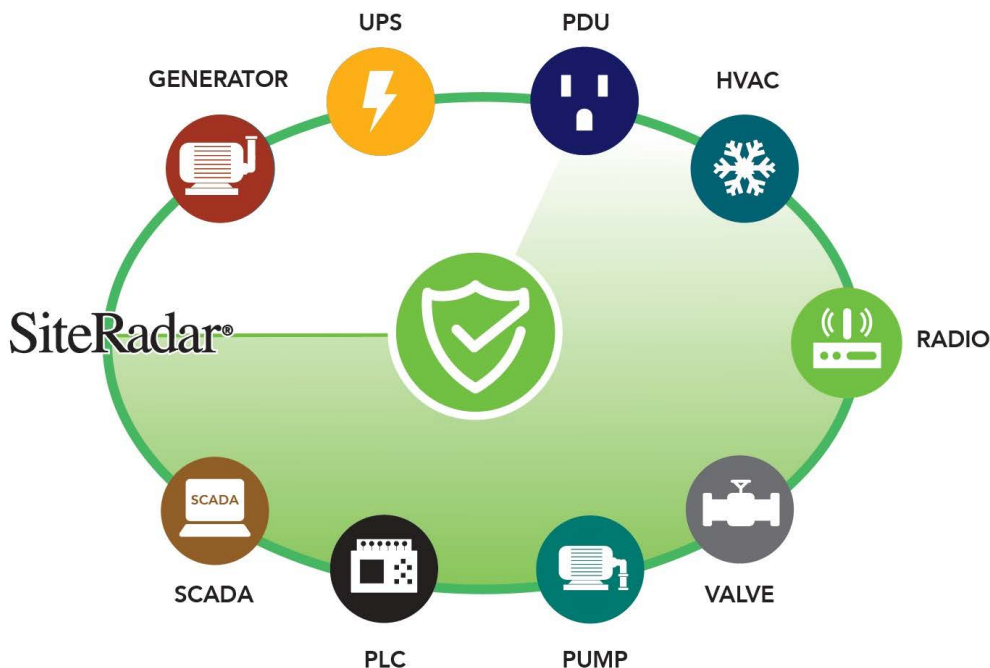 UPS
PDU
GENERATOR
HVAC
SiteRadar®
RADIO
SCADA
SCADA
VALVE
PLC
PUMP